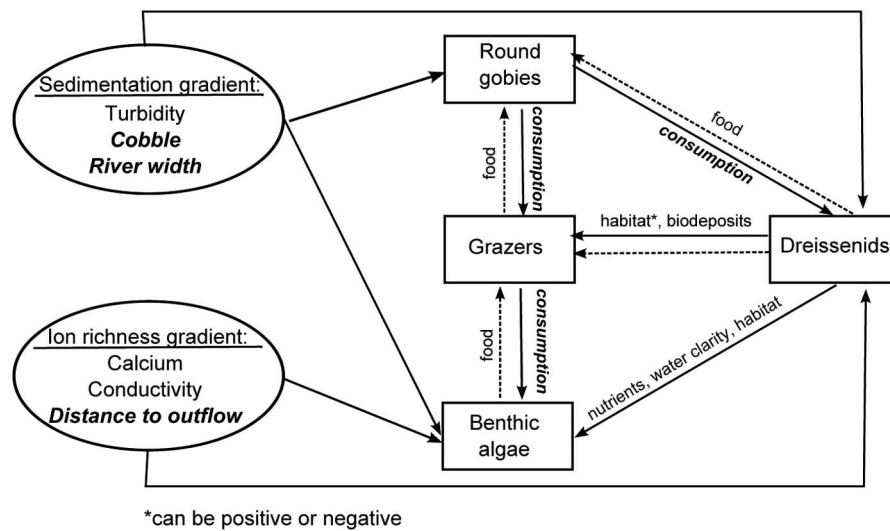 Sedimentation gradient:
Turbidity
Cobble
River width
Round
gobies
food
consumption
food
consumption
habitat*, biodeposits
Grazers
Dreissenids
Ion richness gradient:
Calcium
Conductivity
Distance to outflow
food
consumption
nutrients, water clarity, habitat
Benthic
algae
*can be positive or negative